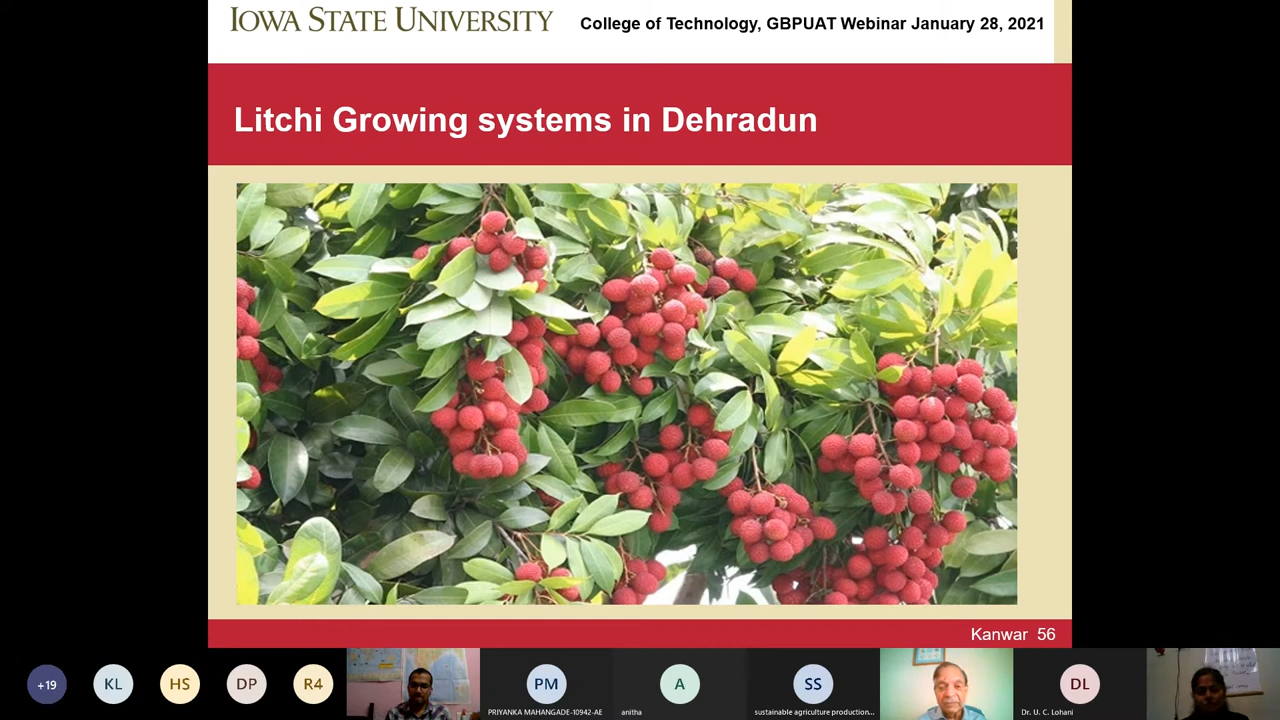 IOWA STATE UNIVERSITY
College of Technology, GBPUAT Webinar January 28, 2021
Litchi Growing systems in Dehradun
Kanwar 56
+19
KL
HS
DP
R4
PM
A
SS
DL
PRIYANKA MAHANGADE-10942-AE
anitha
sustainable agriculture production...
Dr. U. C. Lohani